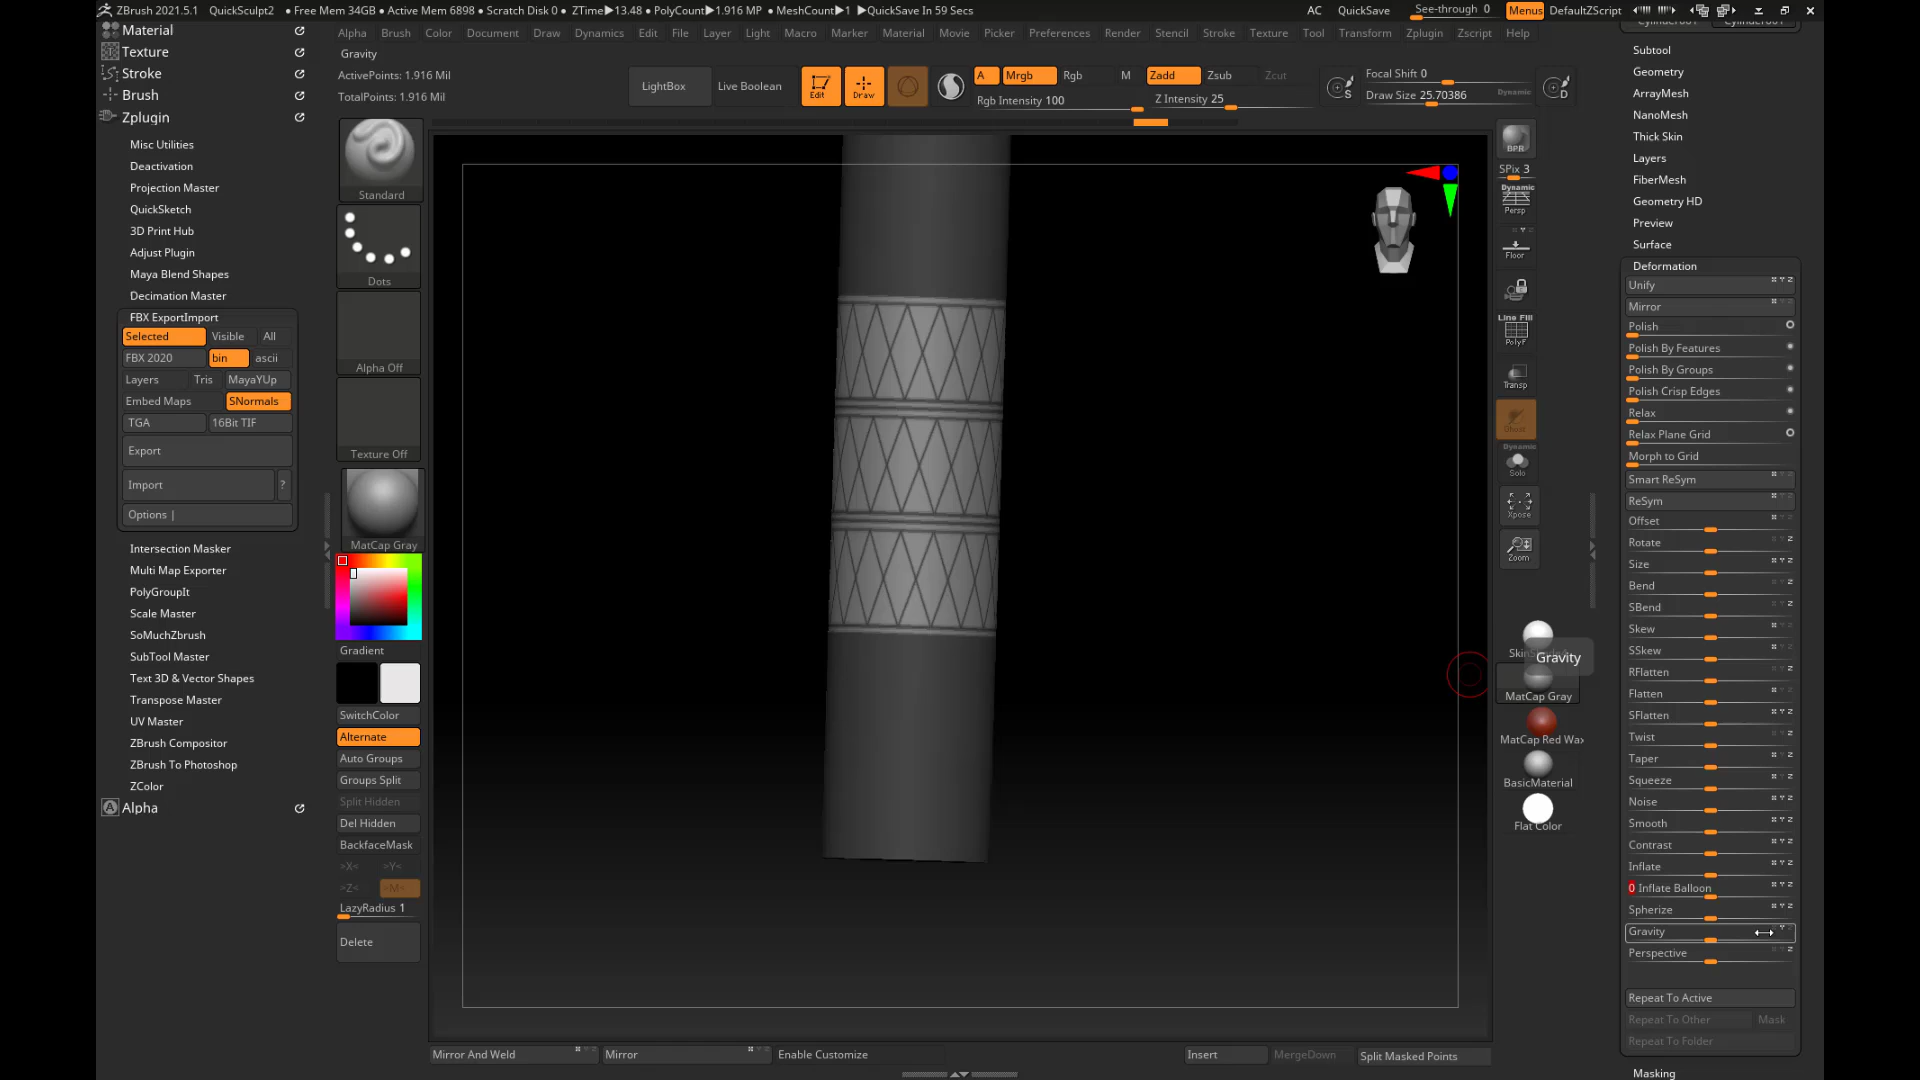 ZBrush 2021.5.1 QuickSculpt2 • Free Mem 34GB • Active Mem 6898 • Scratch Disk 0 • ZTime▶13.48 • PolyCount▶1.916 MP • MeshCount▶1 ▶QuickSave In 59 Secs AC QuickSave See-through 0 Menus DefaultZScript
Alpha Brush Color Document Draw Dynamics Edit File Layer Light Macro Marker Material Movie Picker Preferences Render Stencil Stroke Texture Tool Transform Zplugin Zscript Help
Gravity
ActivePoints: 1.916 Mil
TotalPoints: 1.916 Mil
LightBox
Live Boolean
Edit
Draw
A Mrgb Rgb M Zadd Zsub Zcut
Rgb Intensity 100 Z Intensity 25
S
Focal Shift 0
Draw Size 25.70386 Dynamic
D
Material
Texture
Stroke
Brush
Zplugin
Misc Utilities
Deactivation
Projection Master
QuickSketch
3D Print Hub
Adjust Plugin
Maya Blend Shapes
Decimation Master
FBX ExportImport
Selected Visible All
FBX 2020 bin ascii
Layers Tris MayaYUp
Embed Maps SNormals
TGA 16Bit TIF
Export
Import ?
Options |
Intersection Masker
Multi Map Exporter
PolyGroupIt
Scale Master
SoMuchZbrush
SubTool Master
Text 3D & Vector Shapes
Transpose Master
UV Master
ZBrush Compositor
ZBrush To Photoshop
ZColor
Alpha
Standard
Dots
Alpha Off
Texture Off
MatCap Gray
Gradient
SwitchColor
Alternate
Auto Groups
Groups Split
Split Hidden
Del Hidden
BackfaceMask
>X< >Y<
>Z< >M<
LazyRadius 1
Delete
BPR
SPix 3
Dynamic
Persp
Floor
Line Fill
PolyF
Transp
Ghost
Dynamic
Solo
Xpose
Zoom
Gravity
MatCap Gray
MatCap Red Wax
BasicMaterial
Flat Color
Subtool
Geometry
ArrayMesh
NanoMesh
Thick Skin
Layers
FiberMesh
Geometry HD
Preview
Surface
Deformation
Unify
Mirror
Polish
Polish By Features
Polish By Groups
Polish Crisp Edges
Relax
Relax Plane Grid
Morph to Grid
Smart ReSym
ReSym
Offset
Rotate
Size
Bend
SBend
Skew
SSkew
RFlatten
Flatten
SFlatten
Twist
Taper
Squeeze
Noise
Smooth
Contrast
Inflate
0 Inflate Balloon
Spherize
Gravity
Perspective
Repeat To Active
Repeat To Other Mask
Repeat To Folder
Masking
Mirror And Weld Mirror Enable Customize Insert MergeDown Split Masked Points